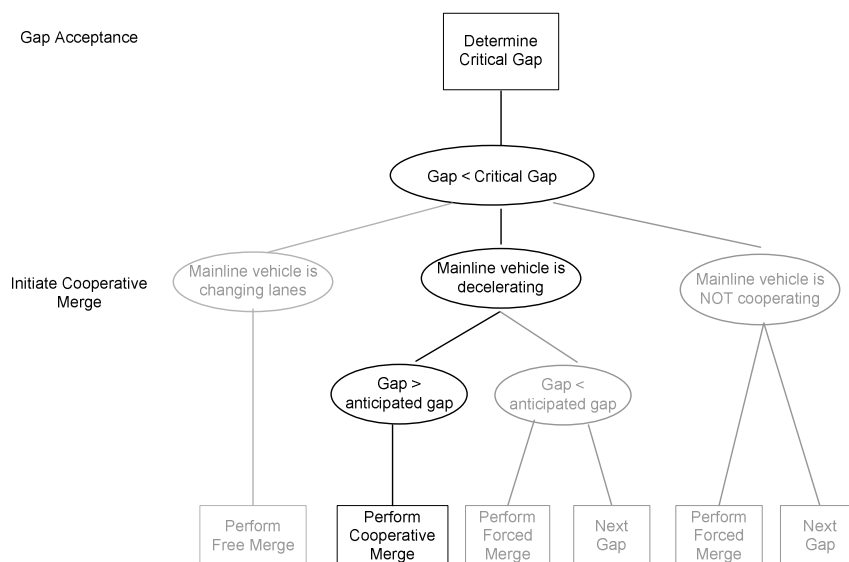 Gap Acceptance
Determine
Critical Gap
Gap < Critical Gap
Initiate Cooperative
Merge
Mainline vehicle is
changing lanes
Mainline vehicle is
decelerating
Mainline vehicle is
NOT cooperating
Gap >
anticipated gap
Gap <
anticipated gap
Perform
Free Merge
Perform
Cooperative
Merge
Perform
Forced
Merge
Next
Gap
Perform
Forced
Merge
Next
Gap